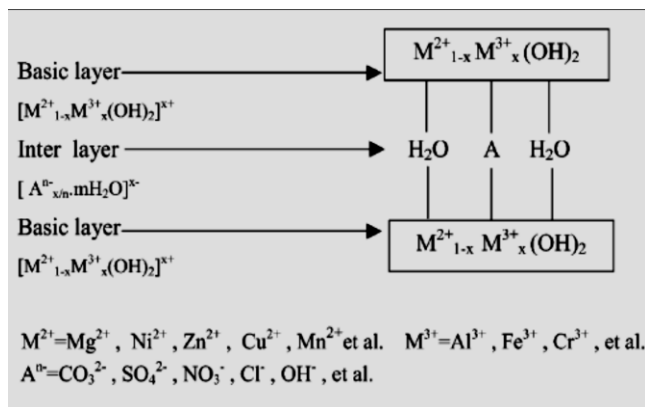 M²⁺₁₋ₓ M³⁺ₓ (OH)₂
Basic layer
[M²⁺₁₋ₓM³⁺ₓ(OH)₂]ˣ⁺
Inter layer H₂O A H₂O
[ Aⁿ⁻ₓ/ₙ.mH₂O]ˣ⁻
Basic layer
M²⁺₁₋ₓ M³⁺ₓ (OH)₂
[M²⁺₁₋ₓM³⁺ₓ(OH)₂]ˣ⁺
M²⁺=Mg²⁺ , Ni²⁺ , Zn²⁺ , Cu²⁺ , Mn²⁺ et al. M³⁺=Al³⁺ , Fe³⁺ , Cr³⁺ , et al.
Aⁿ⁻=CO₃²⁻ , SO₄²⁻ , NO₃⁻ , Cl⁻ , OH⁻ , et al.